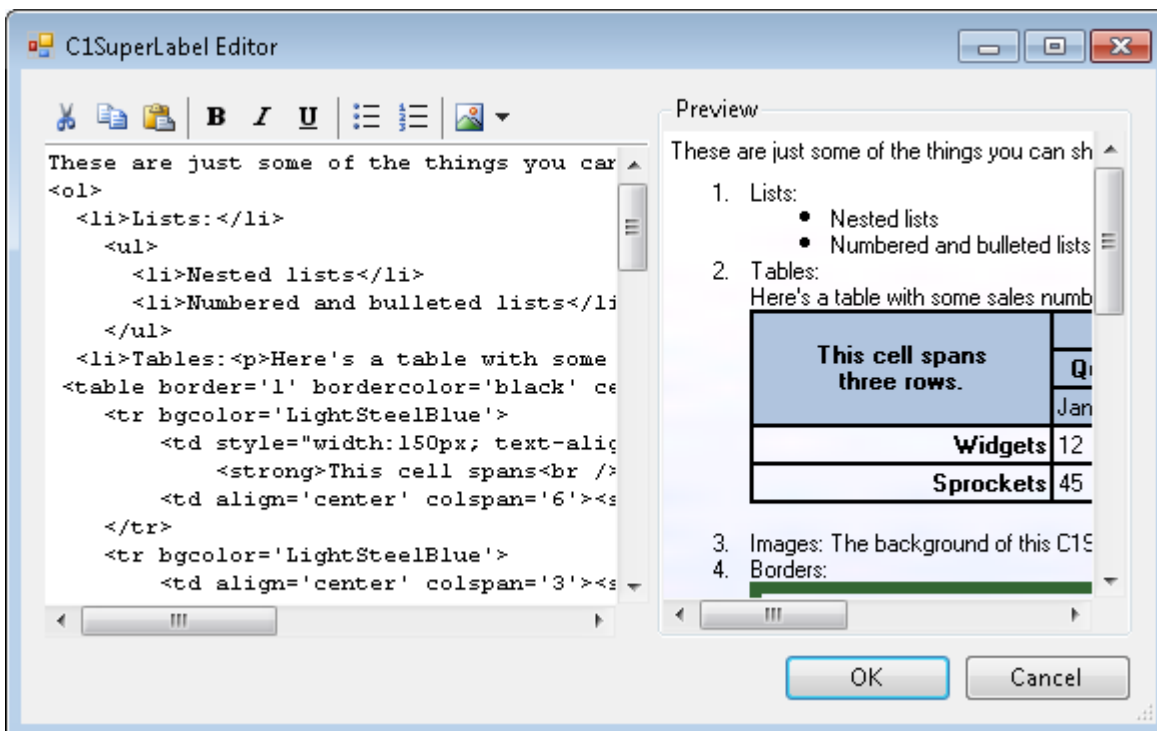 C1SuperLabel Editor
B I U
These are just some of the things you can
<ol>
<li>Lists:</li>
<ul>
<li>Nested lists</li>
<li>Numbered and bulleted lists</li
</ul>
<li>Tables:<p>Here's a table with some
<table border='1' bordercolor='black' ce
<tr bgcolor='LightSteelBlue'>
<td style="width:150px; text-alig
<strong>This cell spans<br />
<td align='center' colspan='6'><s
</tr>
<tr bgcolor='LightSteelBlue'>
<td align='center' colspan='3'><s
Preview
These are just some of the things you can sh
1. Lists:
• Nested lists
• Numbered and bulleted lists
2. Tables:
Here's a table with some sales numb
This cell spans
three rows.
Qu
Jan
Widgets 12
Sprockets 45
3. Images: The background of this C1S
4. Borders:
OK Cancel